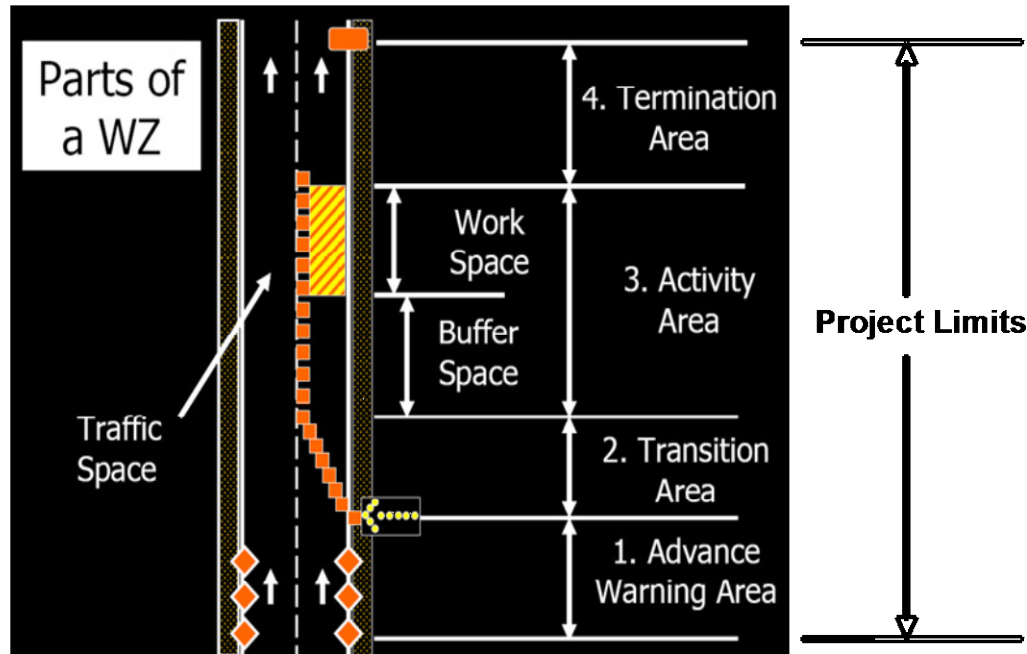 Parts of
a WZ
4. Termination
Area
Work
Space
3. Activity
Area
Project Limits
Buffer
Space
Traffic
Space
2. Transition
Area
1. Advance
Warning Area